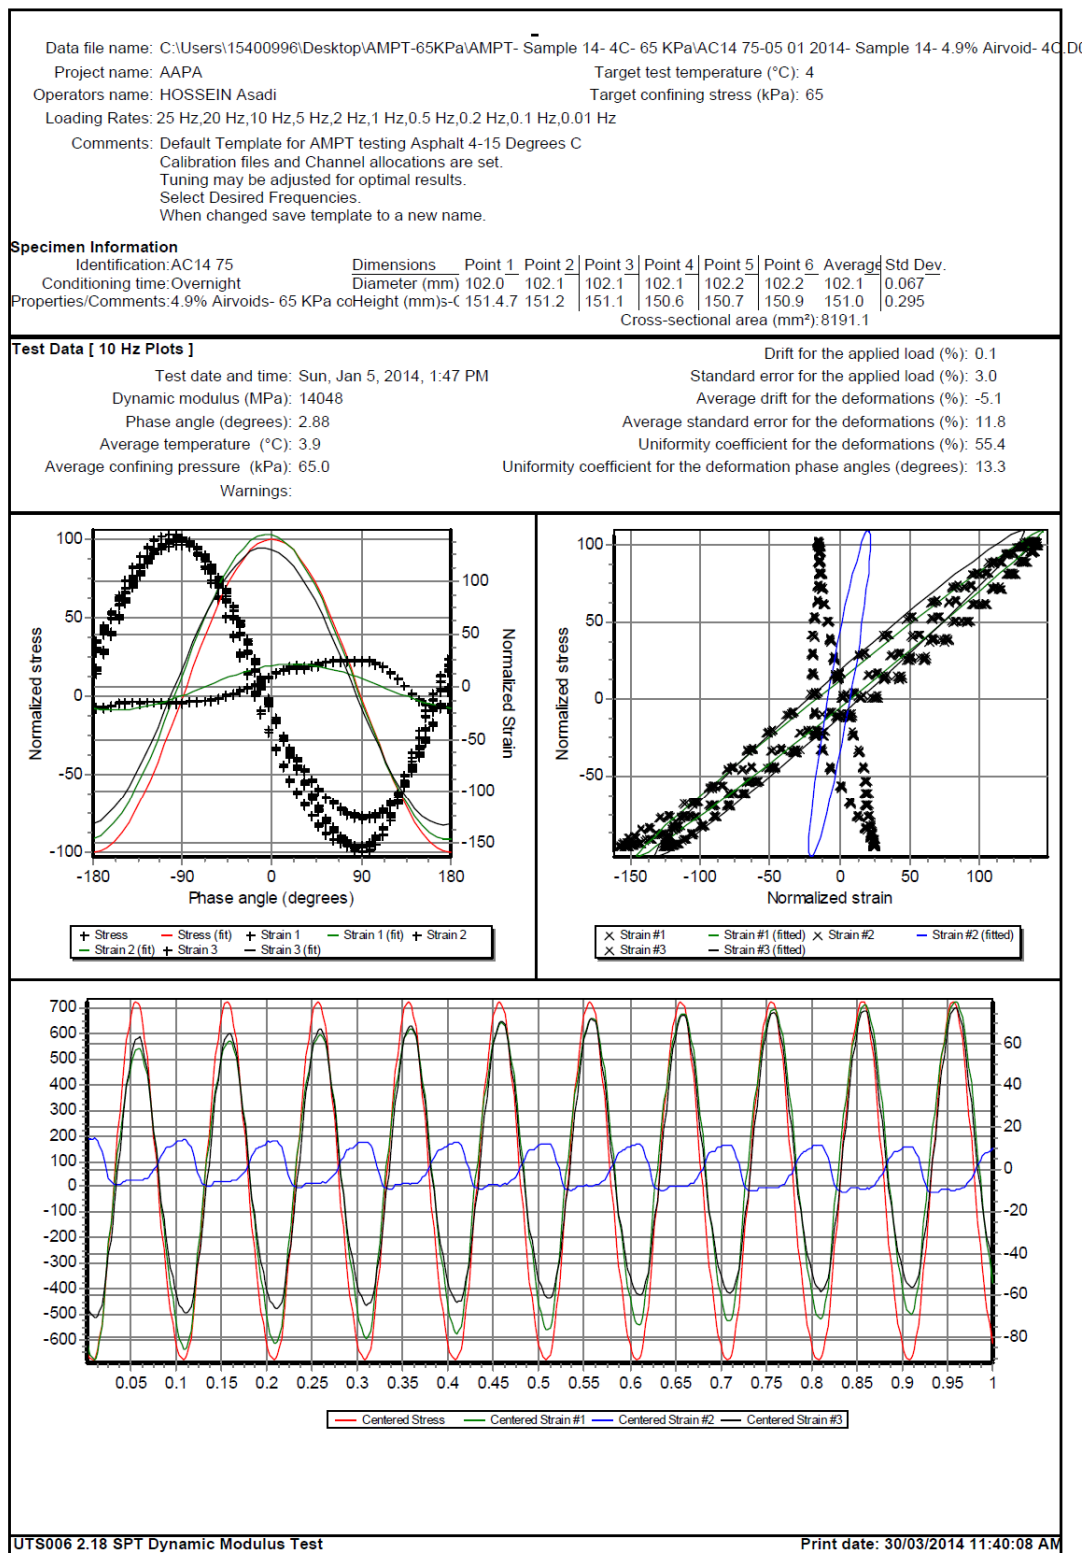 Data file name: C:\Users\15400996\Desktop\AMPT-65KPa\AMPT- Sample 14- 4C- 65 KPa\AC14 75-05 01 2014- Sample 14- 4.9% Airvoid- 4C.D0
Project name: AAPA Target test temperature (°C): 4
Operators name: HOSSEIN Asadi Target confining stress (kPa): 65
Loading Rates: 25 Hz,20 Hz,10 Hz,5 Hz,2 Hz,1 Hz,0.5 Hz,0.2 Hz,0.1 Hz,0.01 Hz
Comments: Default Template for AMPT testing Asphalt 4-15 Degrees C
Calibration files and Channel allocations are set.
Tuning may be adjusted for optimal results.
Select Desired Frequencies.
When changed save template to a new name.
Specimen Information
Identification: AC14 75 Dimensions Point 1 Point 2 Point 3 Point 4 Point 5 Point 6 Average Std Dev.
Conditioning time: Overnight Diameter (mm) 102.0 102.1 102.1 102.1 102.2 102.2 102.1 0.067
Properties/Comments: 4.9% Airvoids- 65 KPa co Height (mm) s-( 151.4.7 151.2 151.1 150.6 150.7 150.9 151.0 0.295
Cross-sectional area (mm²): 8191.1
Test Data [ 10 Hz Plots ] Drift for the applied load (%): 0.1
Test date and time: Sun, Jan 5, 2014, 1:47 PM Standard error for the applied load (%): 3.0
Dynamic modulus (MPa): 14048 Average drift for the deformations (%): -5.1
Phase angle (degrees): 2.88 Average standard error for the deformations (%): 11.8
Average temperature (°C): 3.9 Uniformity coefficient for the deformations (%): 55.4
Average confining pressure (kPa): 65.0 Uniformity coefficient for the deformation phase angles (degrees): 13.3
Warnings:
Normalized stress
100
50
0
-50
-100
-180 -90 0 90 180
Phase angle (degrees)
100
50
0
-50
-100
-150
Normalized Strain
+ Stress — Stress (fit) + Strain 1 — Strain 1 (fit) + Strain 2
— Strain 2 (fit) + Strain 3 — Strain 3 (fit)
Normalized stress
100
50
0
-50
-150 -100 -50 0 50 100
Normalized strain
× Strain #1 — Strain #1 (fitted) × Strain #2 — Strain #2 (fitted)
× Strain #3 — Strain #3 (fitted)
700
600
500
400
300
200
100
0
-100
-200
-300
-400
-500
-600
60
40
20
0
-20
-40
-60
-80
0.05 0.1 0.15 0.2 0.25 0.3 0.35 0.4 0.45 0.5 0.55 0.6 0.65 0.7 0.75 0.8 0.85 0.9 0.95 1
— Centered Stress — Centered Strain #1 — Centered Strain #2 — Centered Strain #3
UTS006 2.18 SPT Dynamic Modulus Test Print date: 30/03/2014 11:40:08 AM